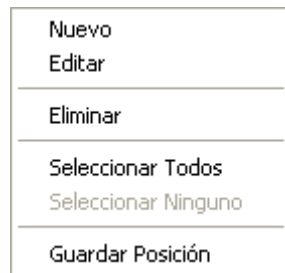 Nuevo
Editar
Eliminar
Seleccionar Todos
Seleccionar Ninguno
Guardar Posición